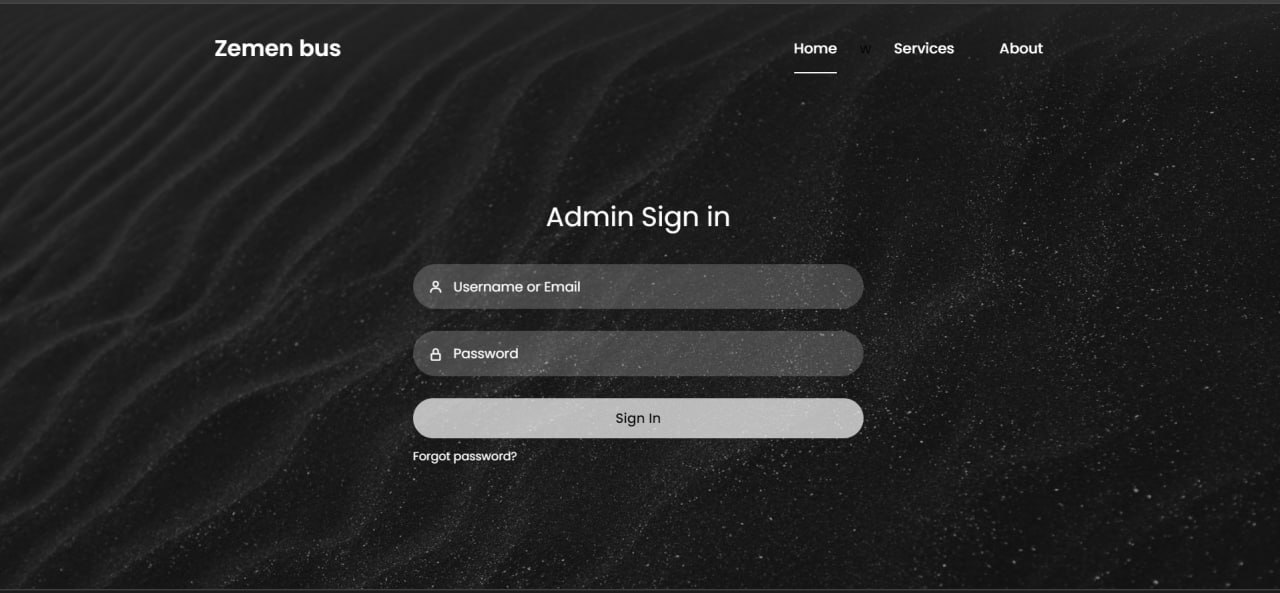 Zemen bus
Home w Services About
Admin Sign in
Username or Email
Password
Sign In
Forgot password?